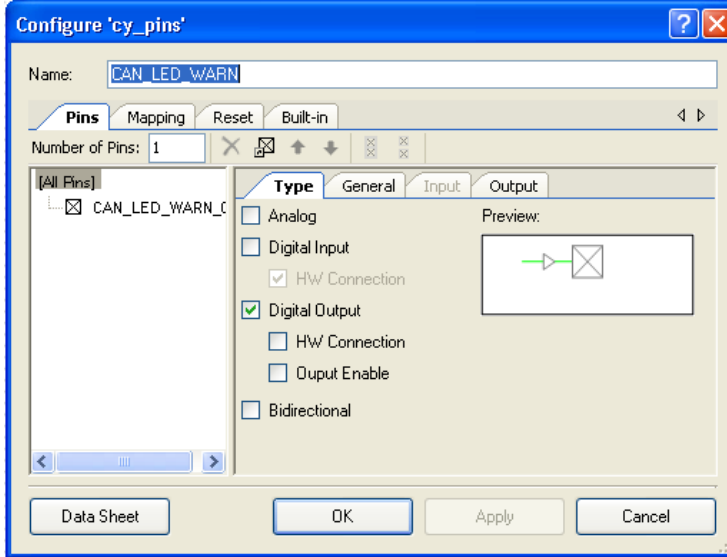 Configure 'cy_pins'
Name: CAN_LED_WARN
Pins Mapping Reset Built-in
Number of Pins: 1
[All Pins]
CAN_LED_WARN_
Type General Input Output
Analog
Preview:
Digital Input
HW Connection
Digital Output
HW Connection
Ouput Enable
Bidirectional
Data Sheet OK Apply Cancel